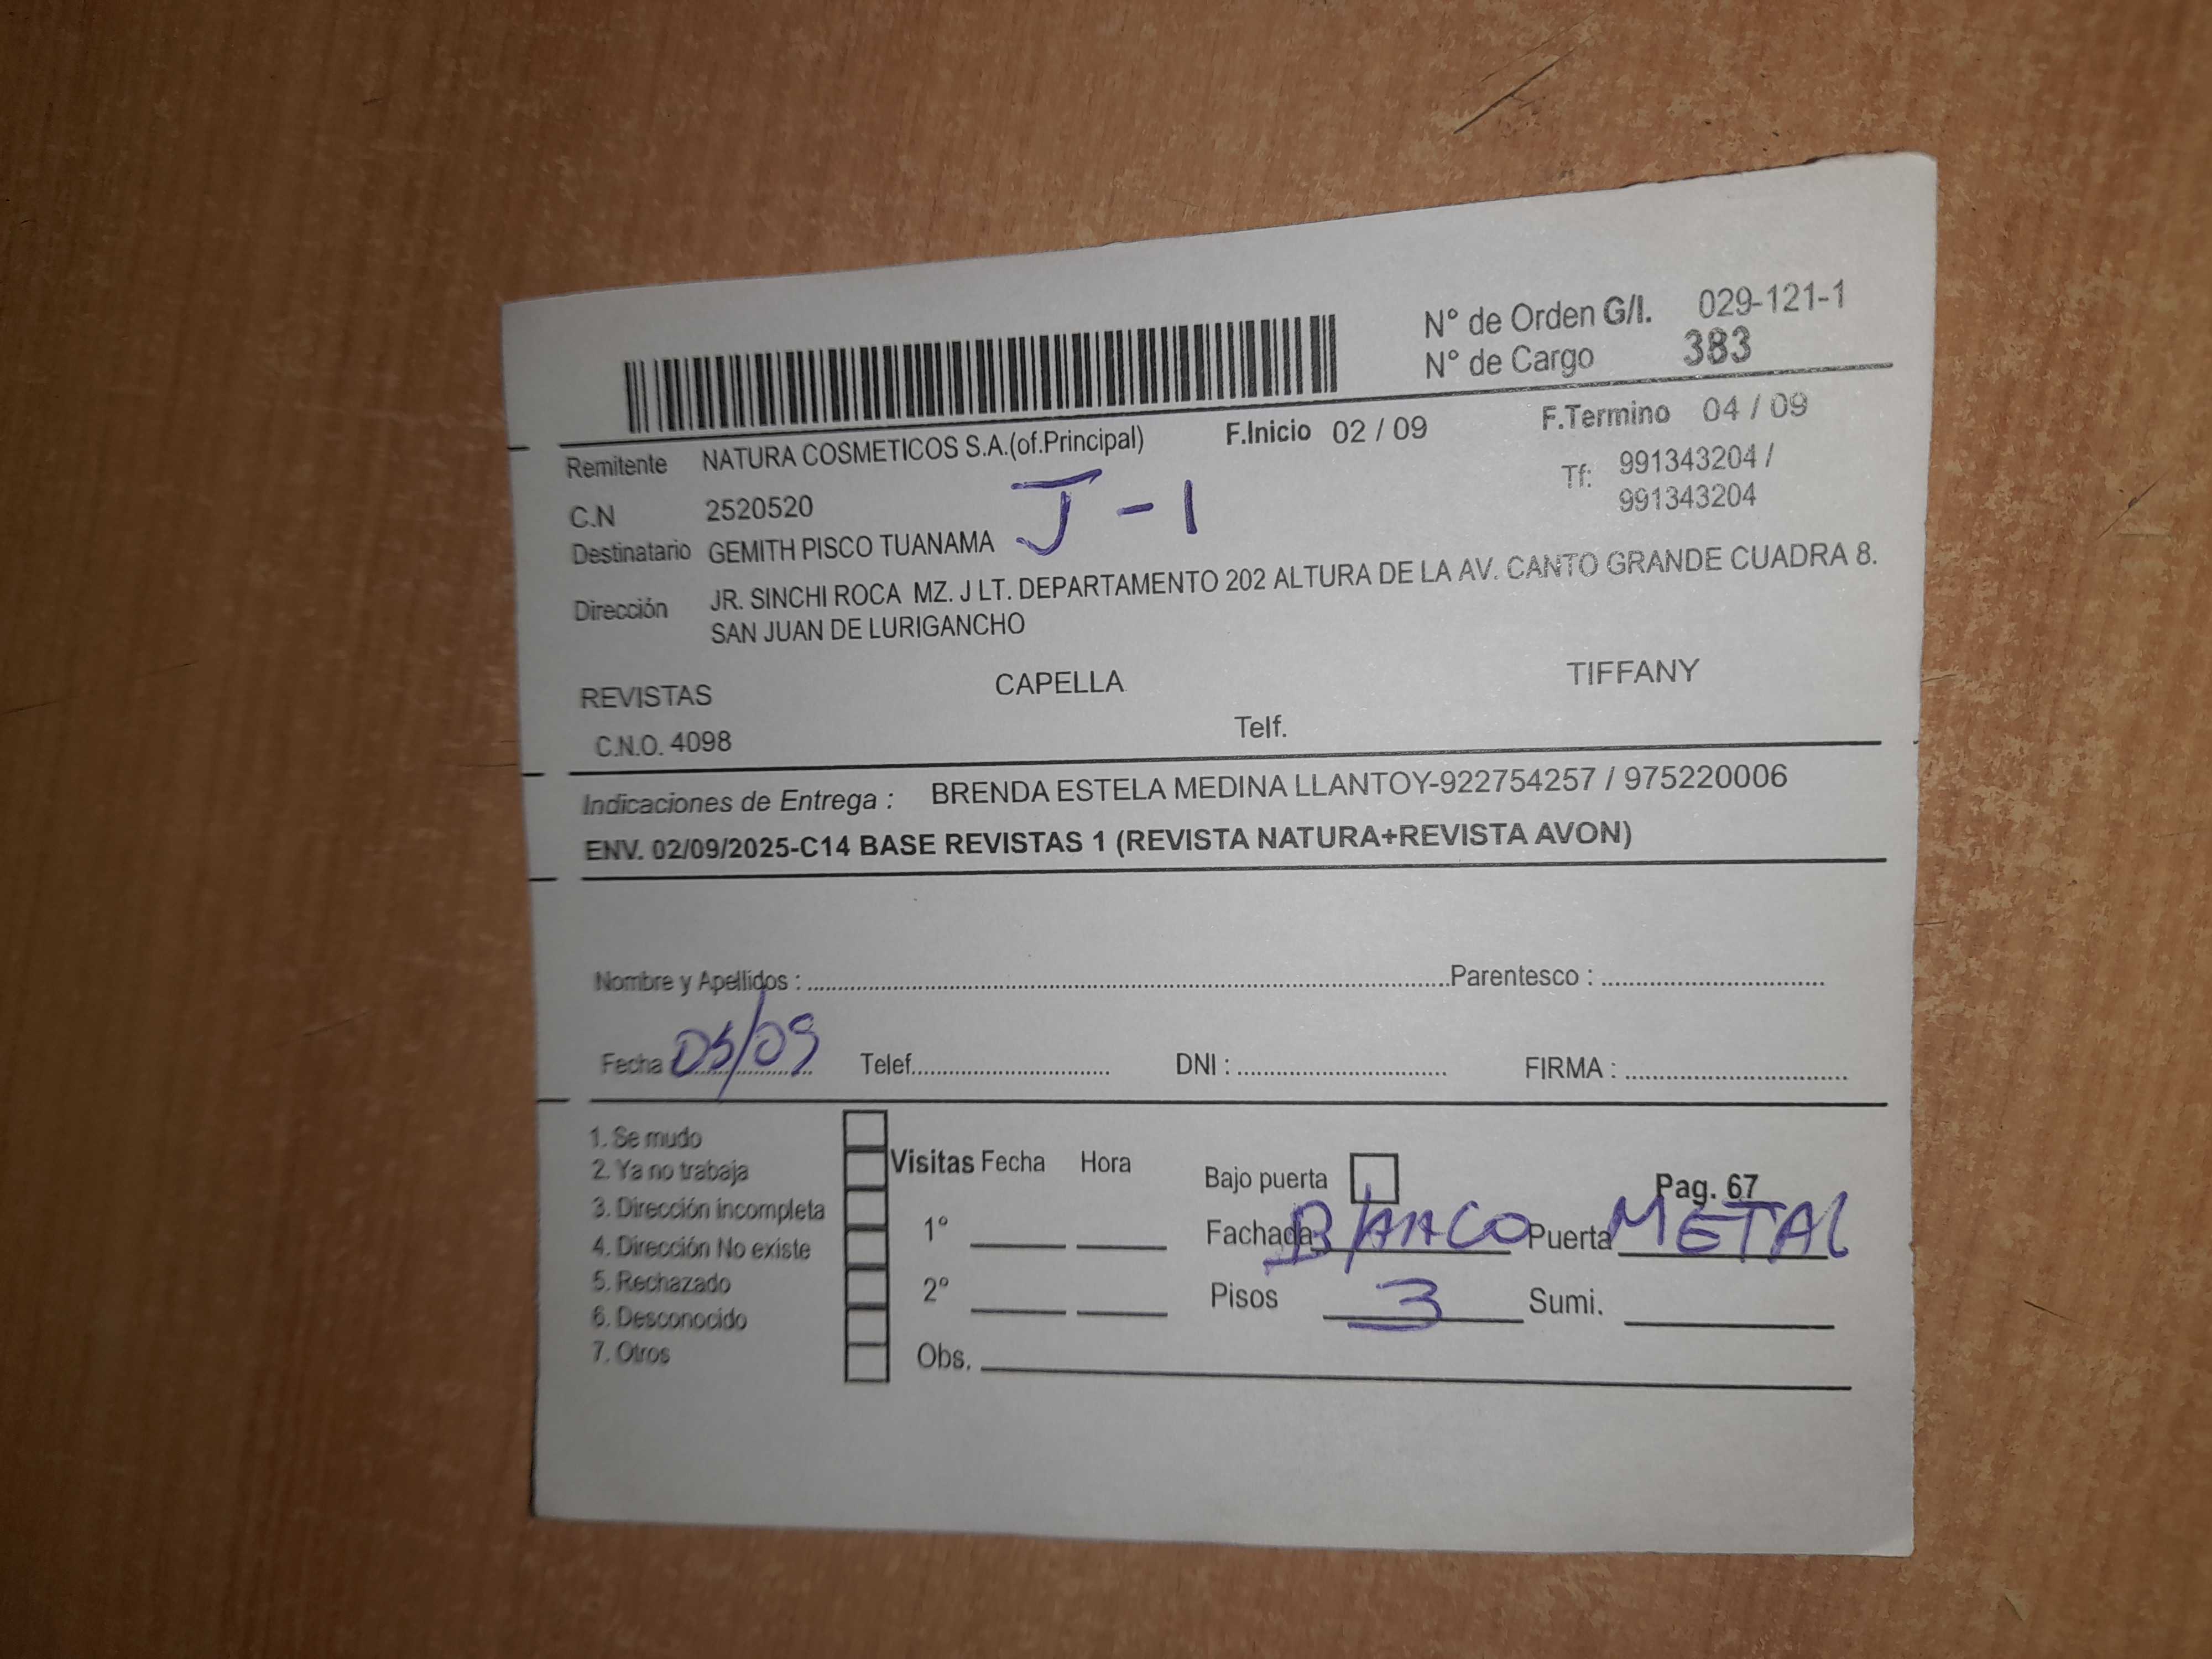 N° de Orden G/I. 029-121-1
N° de Cargo 383
Remitente NATURA COSMETICOS S.A.(of.Principal) F.Inicio 02 / 09 F.Termino 04 / 09
C.N 2520520 J-1 Tf: 991343204 /
991343204
Destinatario GEMITH PISCO TUANAMA
Dirección JR. SINCHI ROCA MZ. J LT. DEPARTAMENTO 202 ALTURA DE LA AV. CANTO GRANDE CUADRA 8.
SAN JUAN DE LURIGANCHO
REVISTAS CAPELLA TIFFANY
C.N.O. 4098 Telf.
Indicaciones de Entrega : BRENDA ESTELA MEDINA LLANTOY-922754257 / 975220006
ENV. 02/09/2025-C14 BASE REVISTAS 1 (REVISTA NATURA+REVISTA AVON)
Nombre y Apellidos : Parentesco :
Fecha 05/09 Telef. DNI : FIRMA :
1. Se mudo
2. Ya no trabaja
3. Dirección incompleta
4. Dirección No existe
5. Rechazado
6. Desconocido
7. Otros
Visitas Fecha Hora
1°
2°
Obs.
Bajo puerta Pag. 67
Fachada BlANCO Puerta METAl
Pisos 3 Sumi.